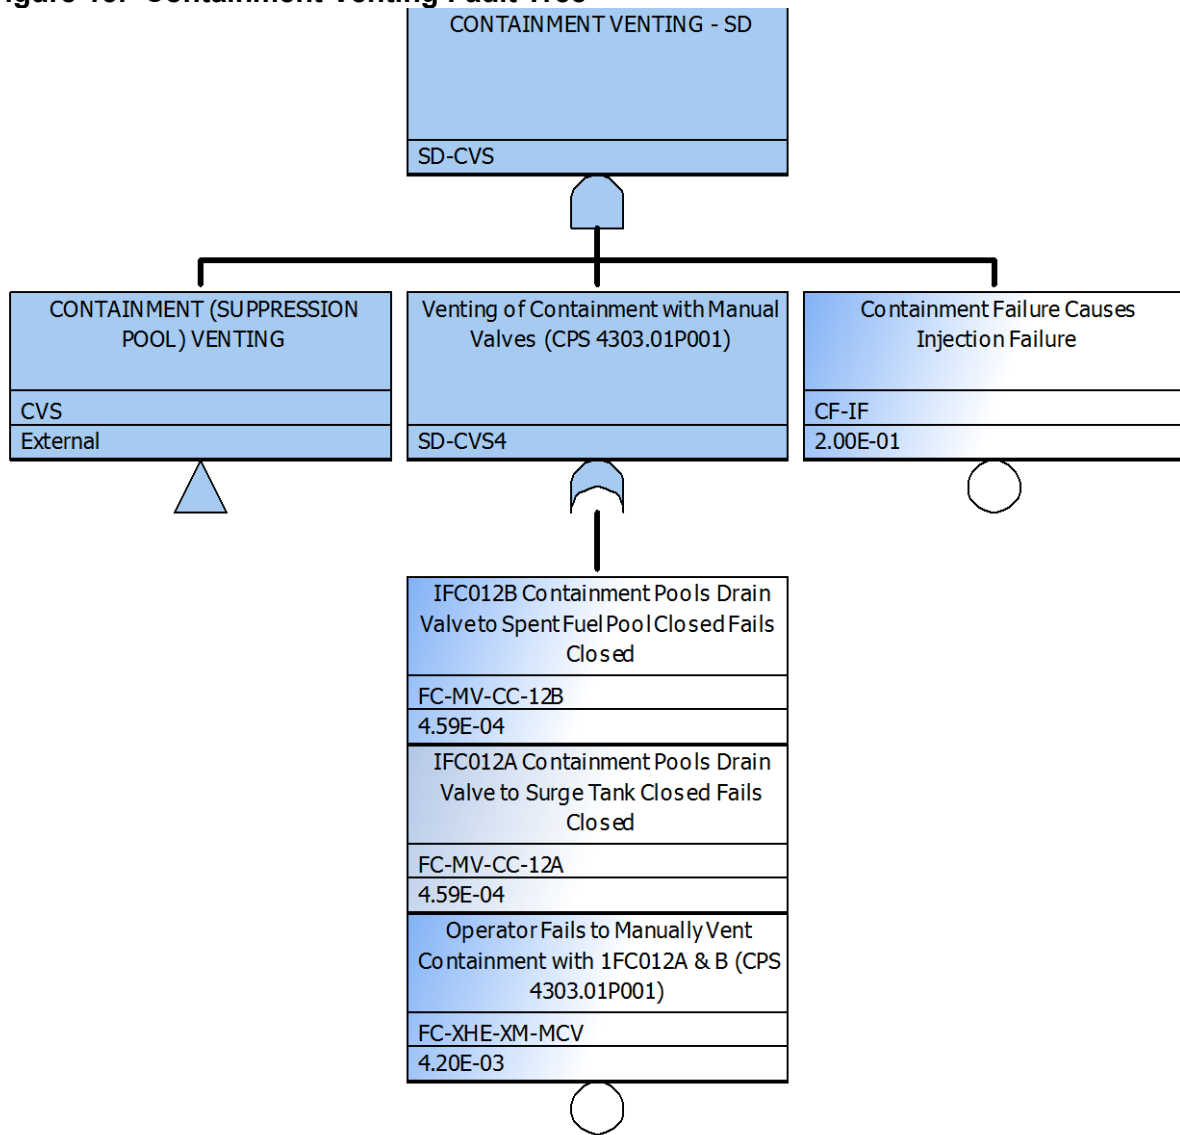 CONTAINMENT VENTING - SD
SD-CVS
CONTAINMENT (SUPPRESSION
POOL) VENTING
CVS
External
Venting of Containment with Manual
Valves (CPS 4303.01P001)
SD-CVS4
Containment Failure Causes
Injection Failure
CF-IF
2.00E-01
IFC012B Containment Pools Drain
Valve to Spent Fuel Pool Closed Fails
Closed
FC-MV-CC-12B
4.59E-04
IFC012A Containment Pools Drain
Valve to Surge Tank Closed Fails
Closed
FC-MV-CC-12A
4.59E-04
Operator Fails to Manually Vent
Containment with 1FC012A & B (CPS
4303.01P001)
FC-XHE-XM-MCV
4.20E-03